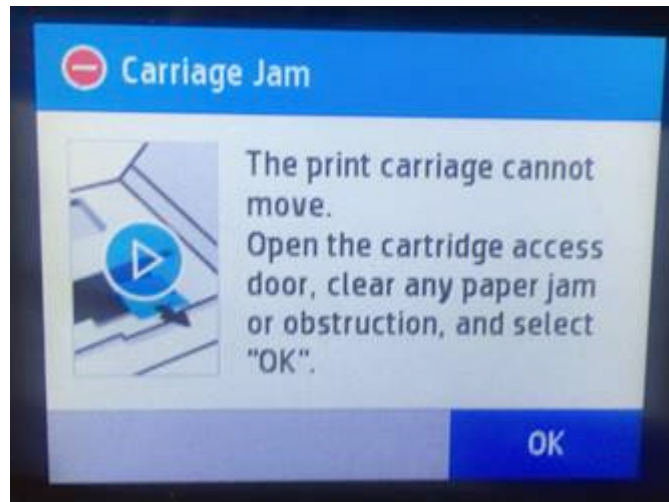 Carriage Jam
The print carriage cannot
move.
Open the cartridge access
door, clear any paper jam
or obstruction, and select
"OK".
OK